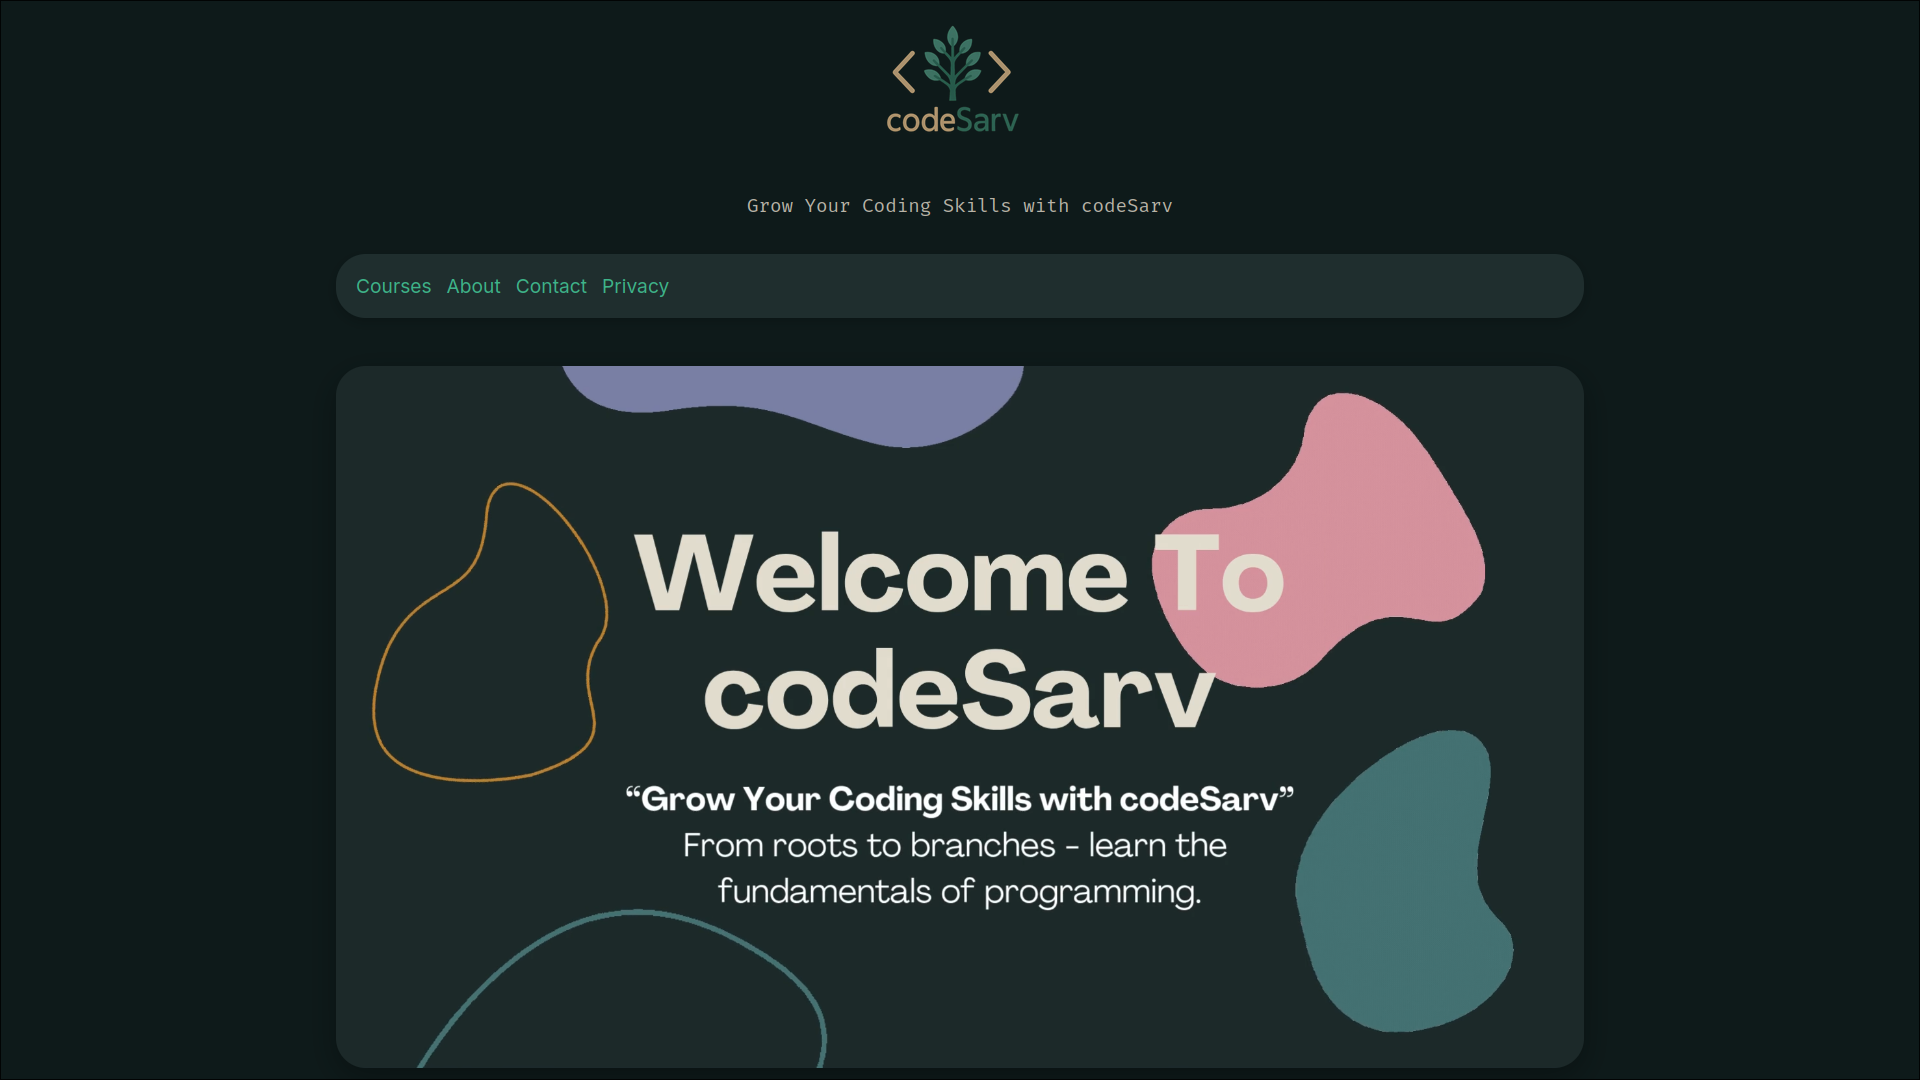 codeSarv
Grow Your Coding Skills with codeSarv
Courses About Contact Privacy
Welcome To
codeSarv
“Grow Your Coding Skills with codeSarv”
From roots to branches – learn the
fundamentals of programming.